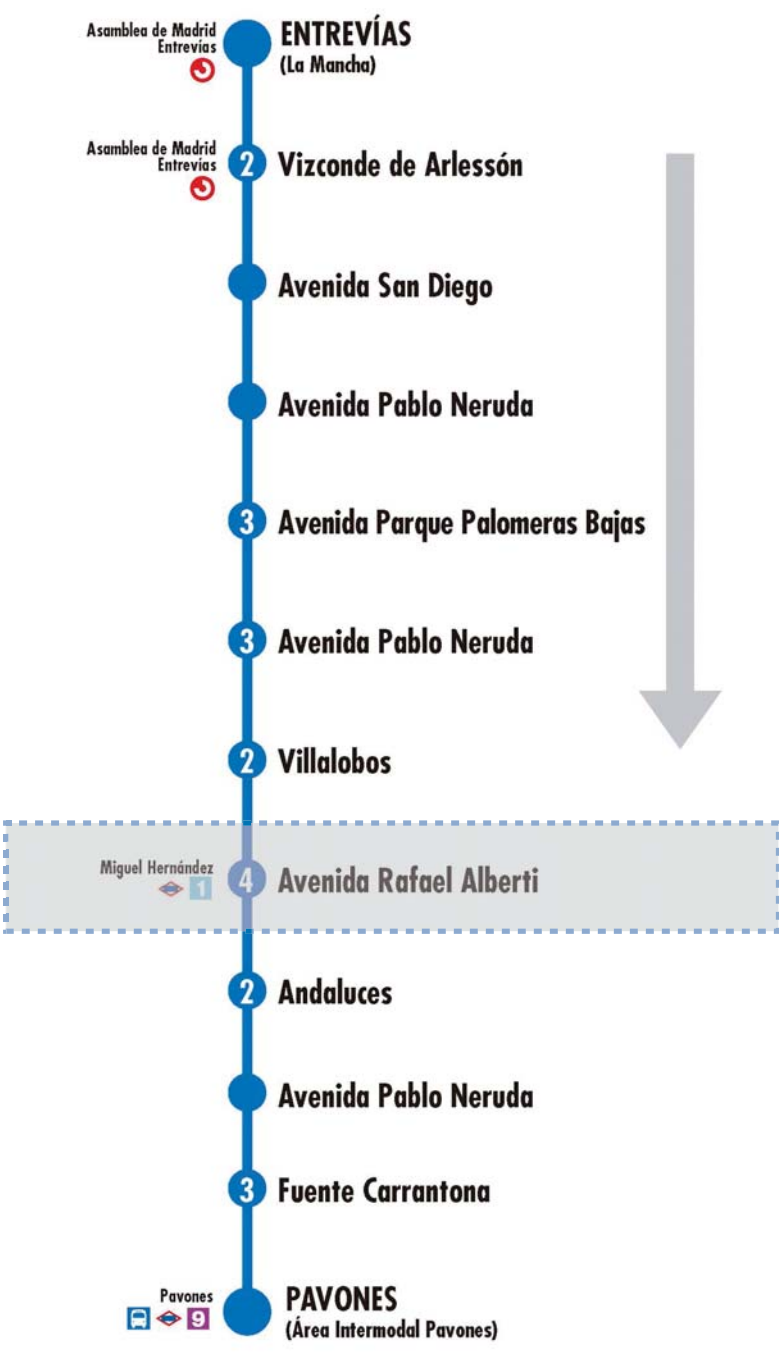 Asamblea de Madrid
Entrevías
ENTREVÍAS
(La Mancha)
Asamblea de Madrid
Entrevías
2 Vizconde de Arlessón
Avenida San Diego
Avenida Pablo Neruda
3 Avenida Parque Palomeras Bajas
3 Avenida Pablo Neruda
2 Villalobos
Miguel Hernández
1
4 Avenida Rafael Alberti
2 Andaluces
Avenida Pablo Neruda
3 Fuente Carrantona
Pavones
9
PAVONES
(Área Intermodal Pavones)